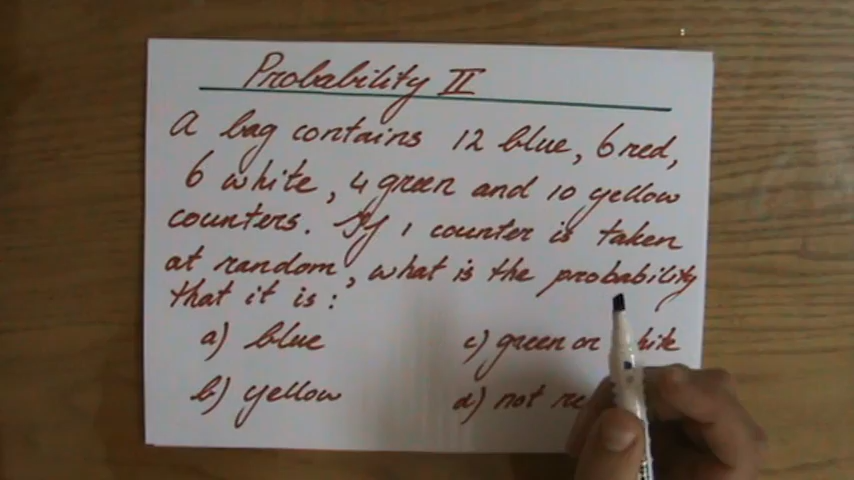 Probability II
A bag contains 12 blue, 6 red,
6 white, 4 green and 10 yellow
counters. If 1 counter is taken
at random, what is the probability
that it is:
a) blue
b) yellow
c) green or
d) not